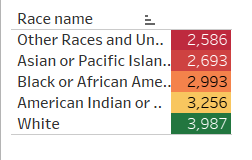 Race name
Other Races and Un.. 2,586
Asian or Pacific Islan.. 2,693
Black or African Ame.. 2,993
American Indian or .. 3,256
White 3,987